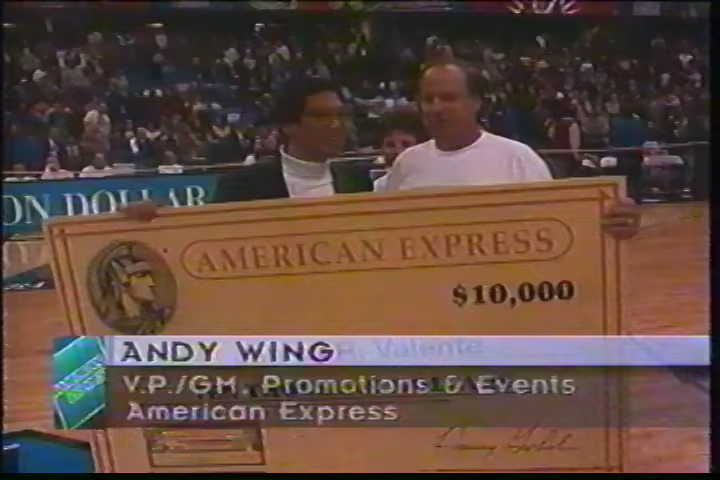 ON DOLLAR
AMERICAN EXPRESS
$10,000
ANDY WING
R. Valente
V.P./GM, Promotions & Events
American Express